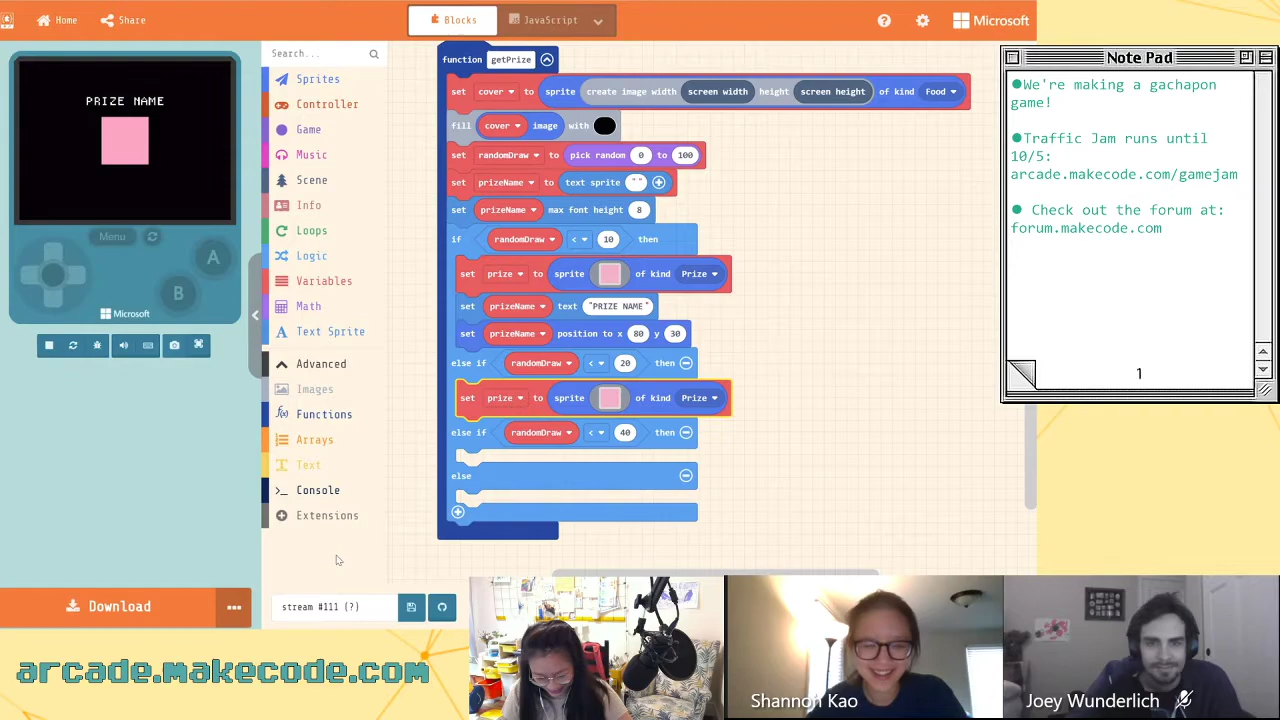 Home
Share
Blocks
JavaScript
Microsoft
PRIZE NAME
Menu
A
B
Microsoft
Search...
Sprites
Controller
Game
Music
Scene
Info
Loops
Logic
Variables
Math
Text Sprite
Advanced
Images
Functions
Arrays
Text
Console
Extensions
function getPrize
set cover to sprite create image width screen width height screen height of kind Food
fill cover image with
set randomDraw to pick random 0 to 100
set prizeName to text sprite ""
set prizeName max font height 8
if randomDraw < 10 then
set prize to sprite of kind Prize
set prizeName text "PRIZE NAME"
set prizeName position to x 80 y 30
else if randomDraw < 20 then
set prize to sprite of kind Prize
else if randomDraw < 40 then
else
Note Pad
●We're making a gachapon
game!
●Traffic Jam runs until
10/5:
arcade.makecode.com/gamejam
● Check out the forum at:
forum.makecode.com
1
Download
stream #111 (?)
arcade.makecode.com
Shannon Kao
Joey Wunderlich